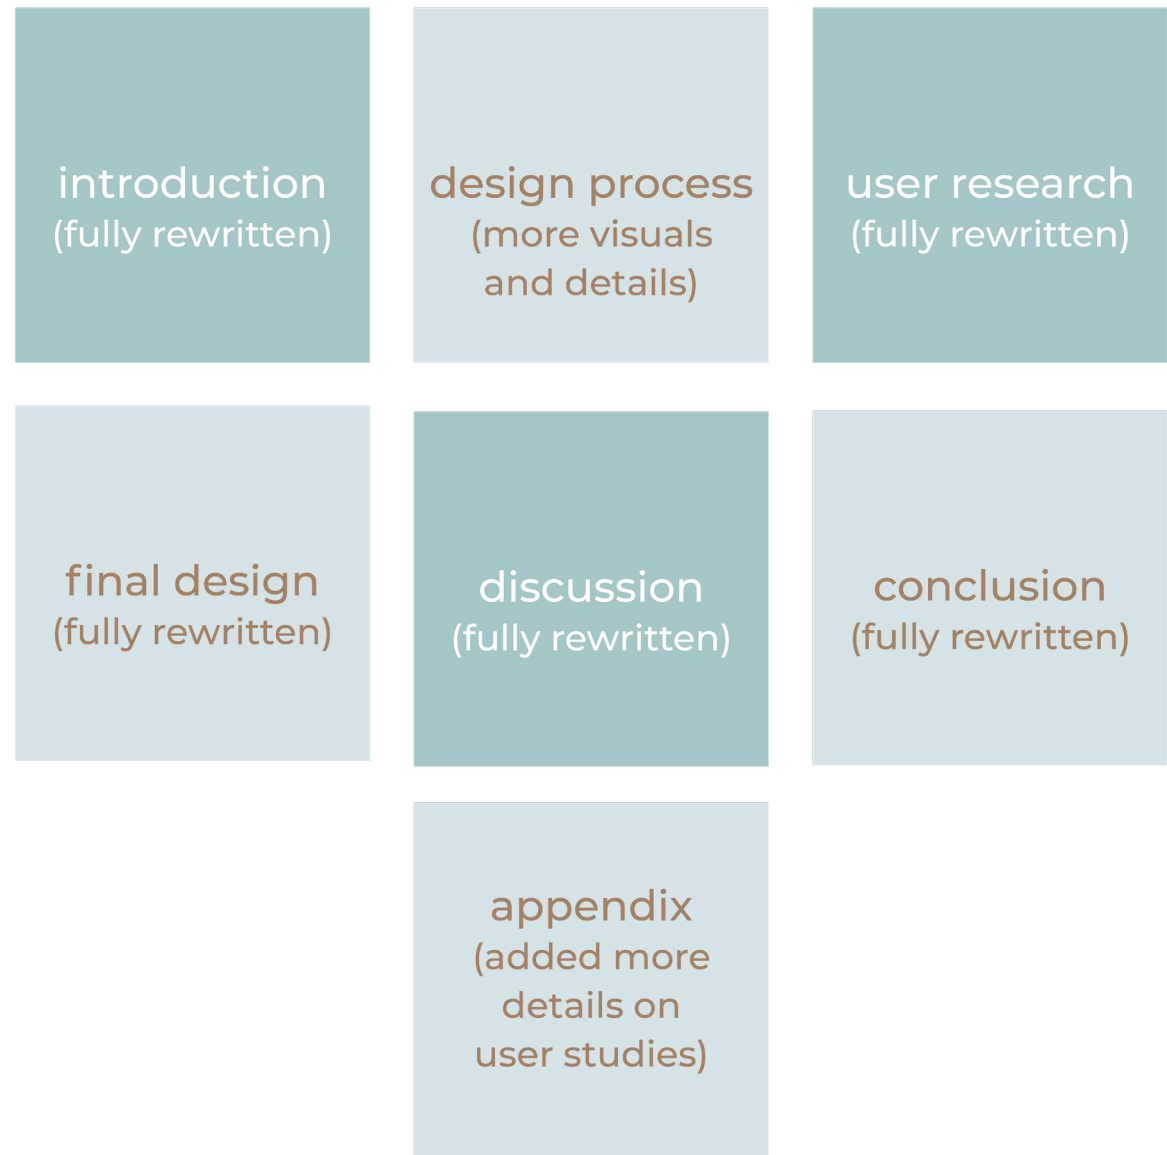 introduction
(fully rewritten)
design process
(more visuals
and details)
user research
(fully rewritten)
final design
(fully rewritten)
discussion
(fully rewritten)
conclusion
(fully rewritten)
appendix
(added more
details on
user studies)